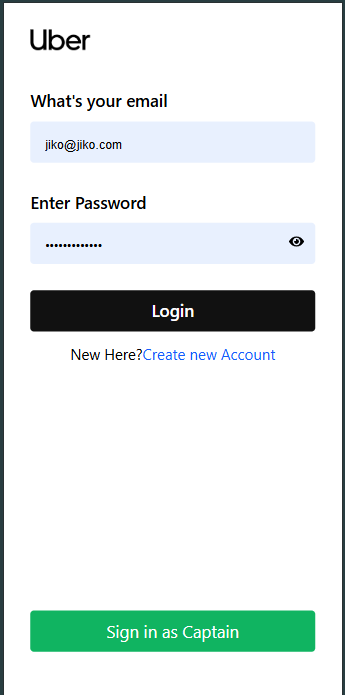 Uber
What's your email
jiko@jiko.com
Enter Password
•••••••••••••
Login
New Here?Create new Account
Sign in as Captain